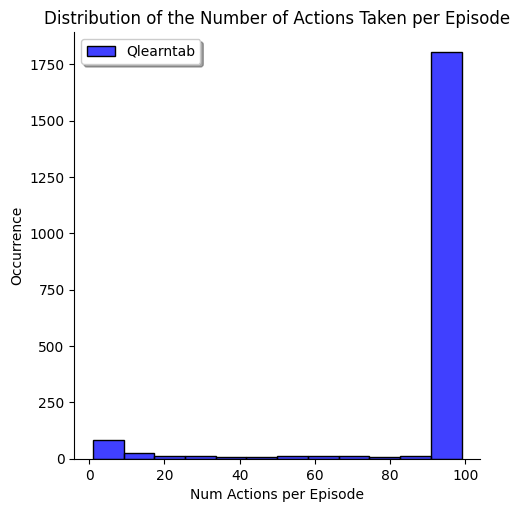 Distribution of the Number of Actions Taken per Episode
Qlearntab
1750
1500
1250
1000
750
500
250
0
Occurrence
0 20 40 60 80 100
Num Actions per Episode